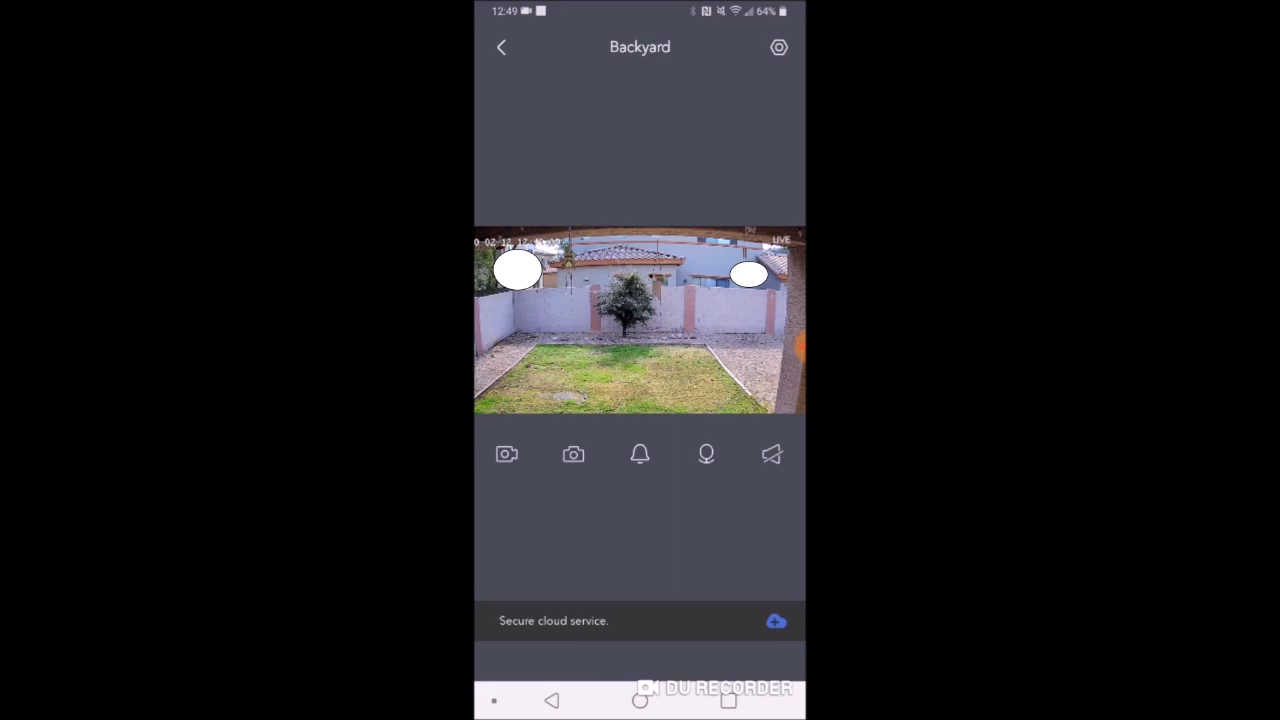 12:49
64%
Backyard
LIVE
Secure cloud service.
DU RECORDER